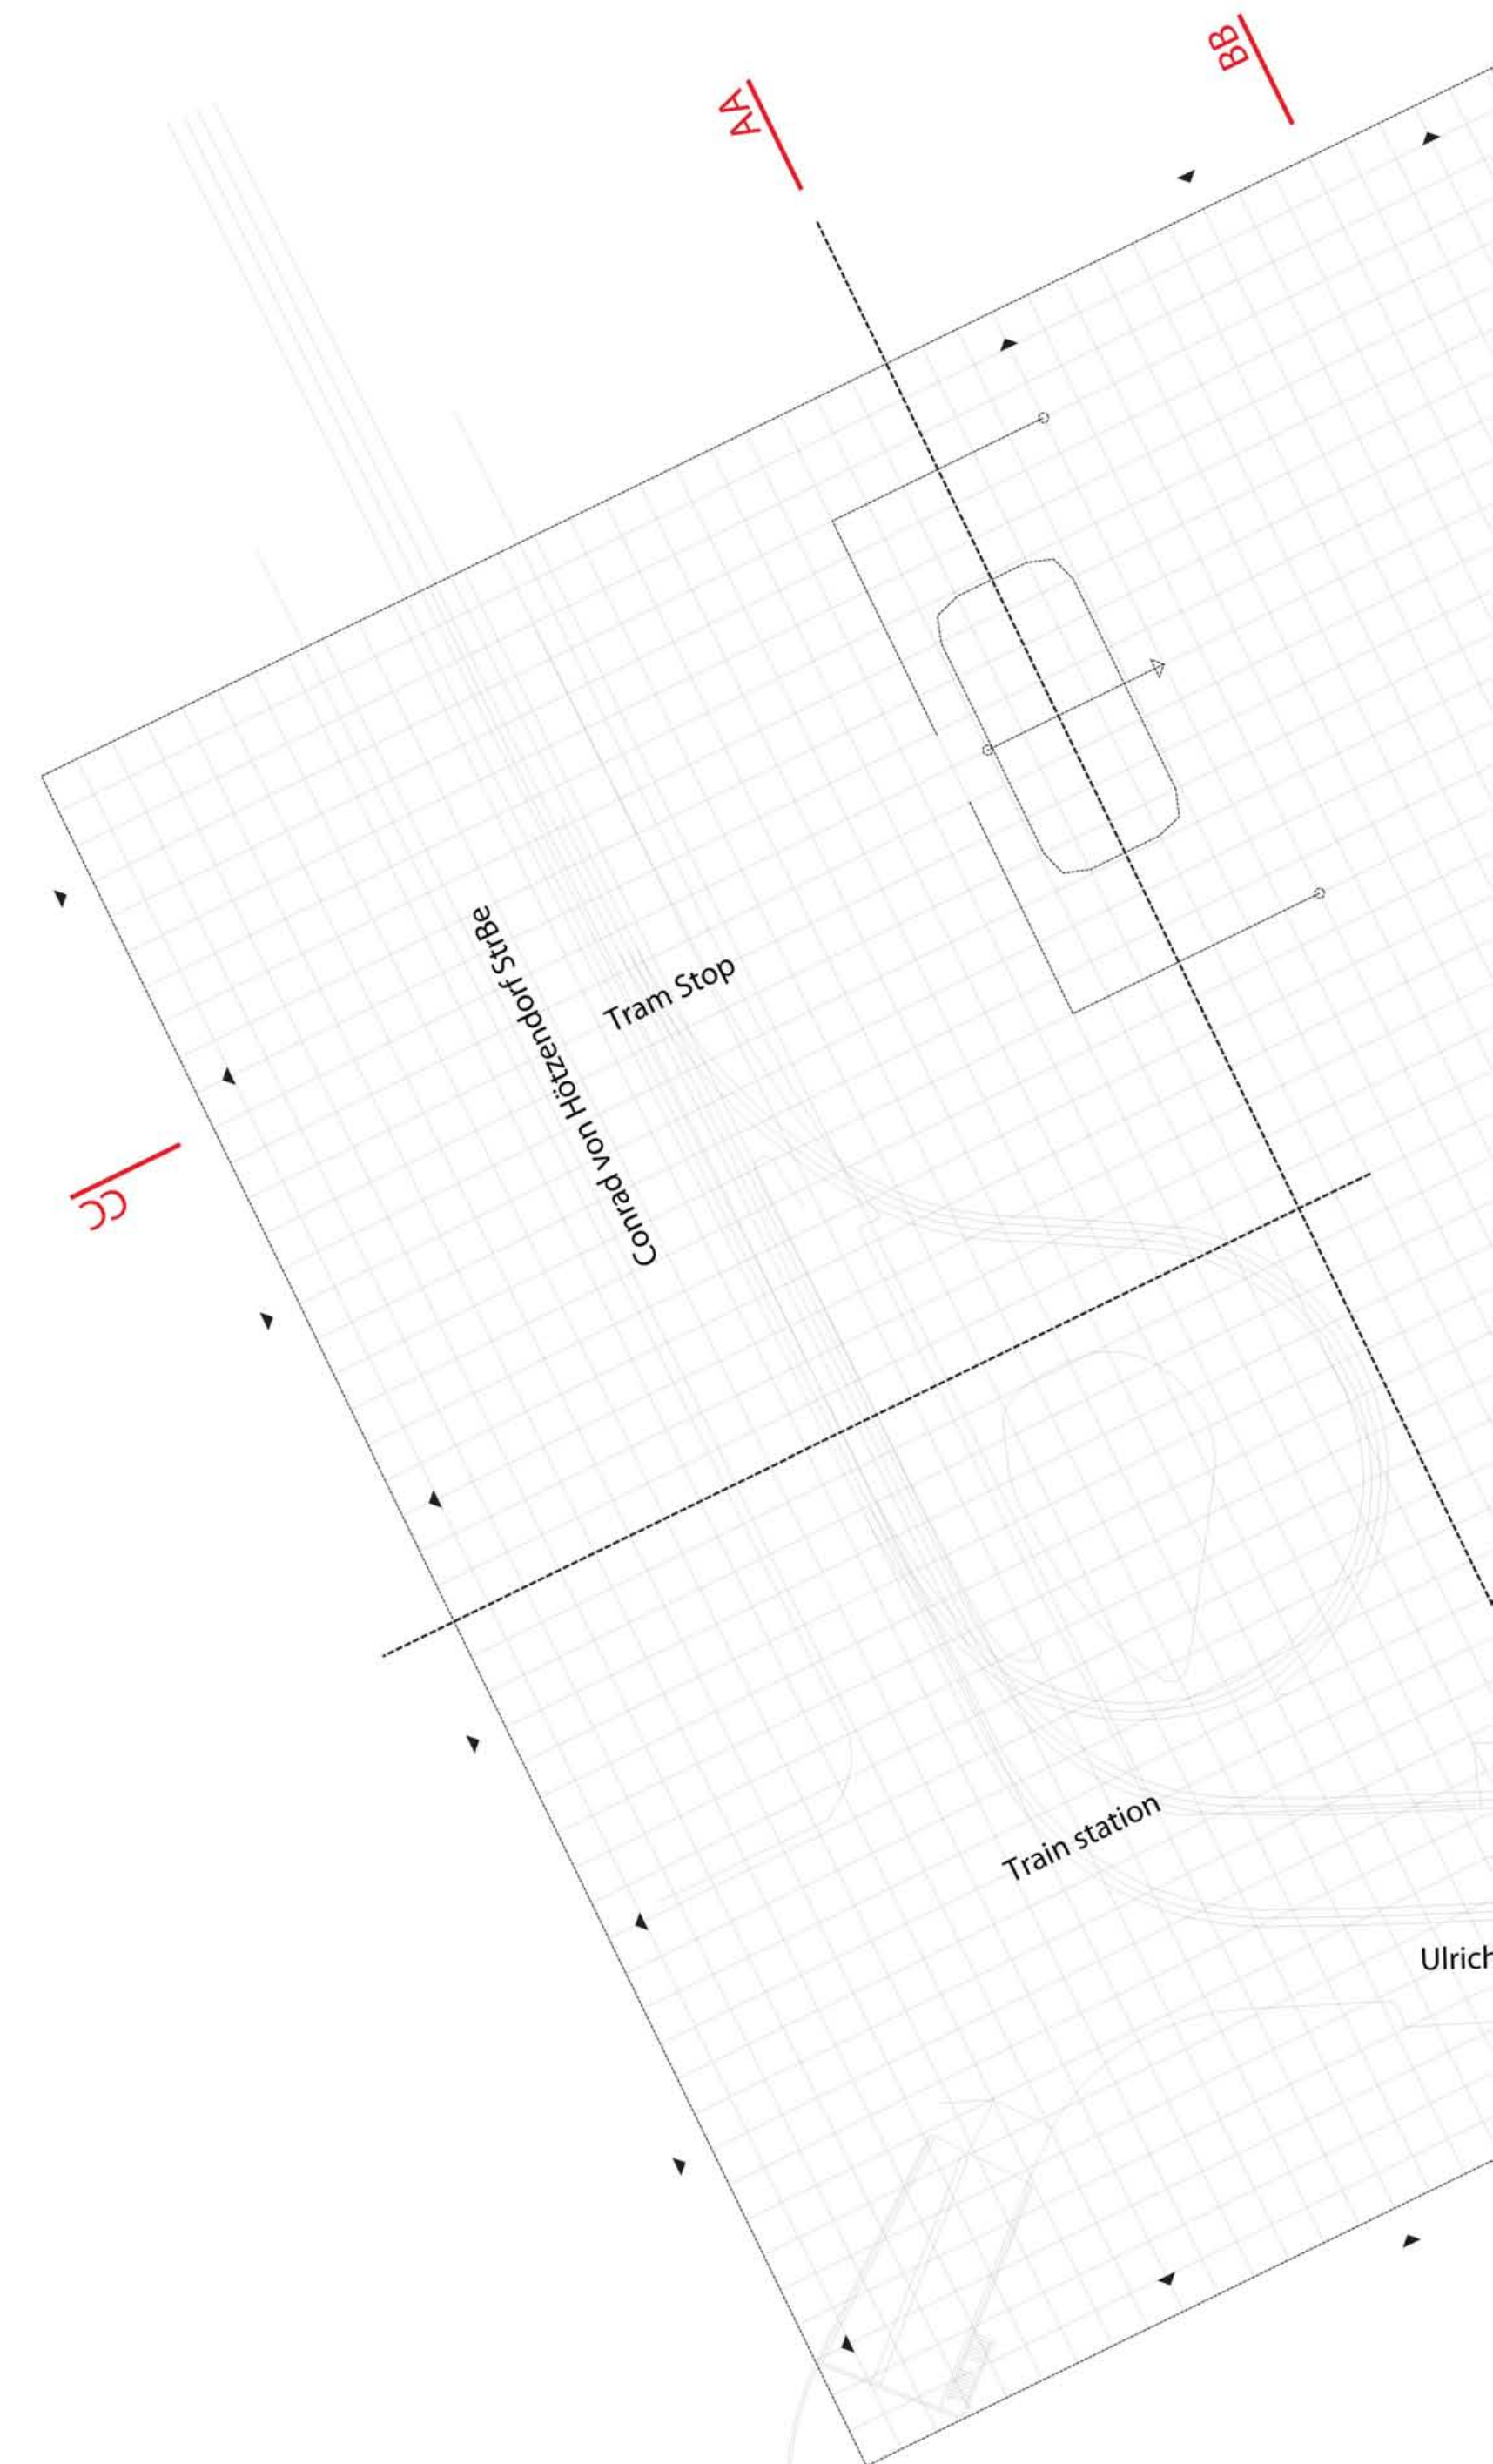 BB
AA
Conrad von Hötzendorf StrBe
Tram Stop
CC
Train station
Ulrich